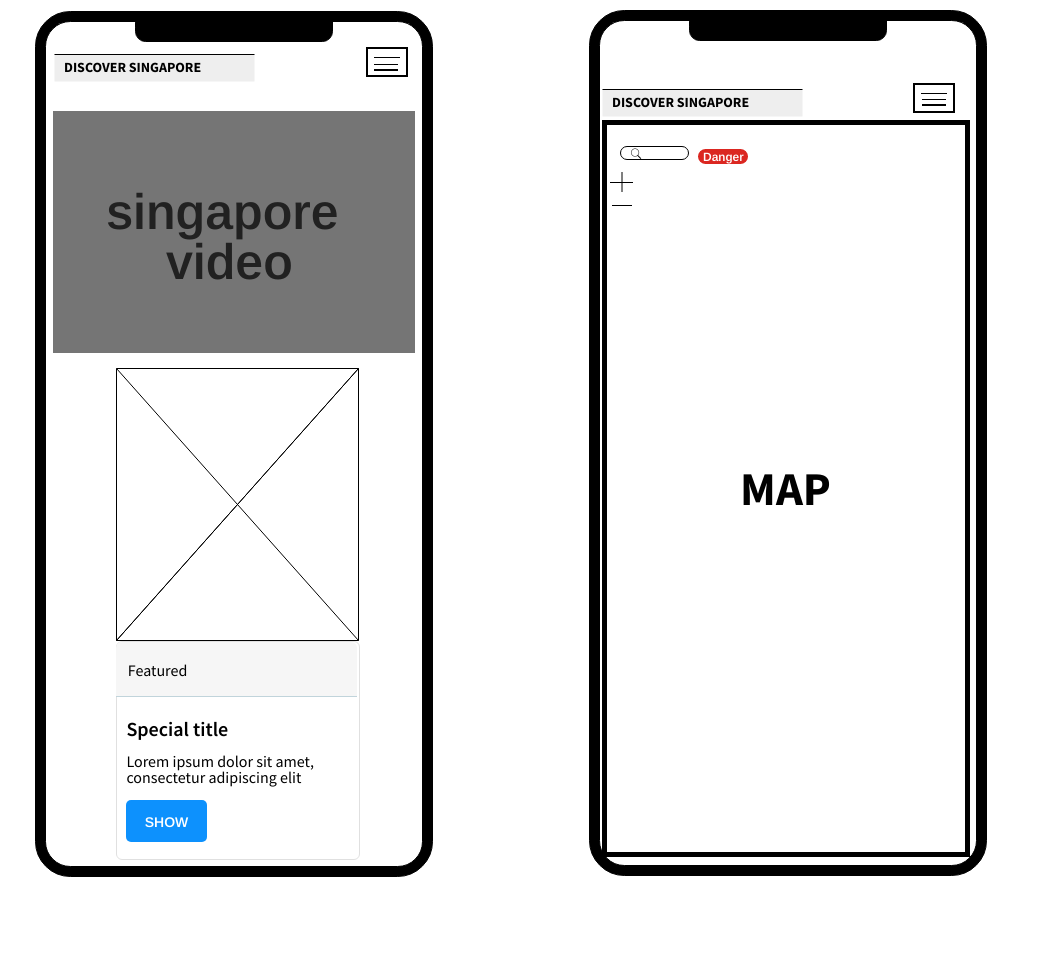 DISCOVER SINGAPORE
singapore
video
Featured
Special title
Lorem ipsum dolor sit amet,
consectetur adipiscing elit
SHOW
DISCOVER SINGAPORE
Danger
MAP